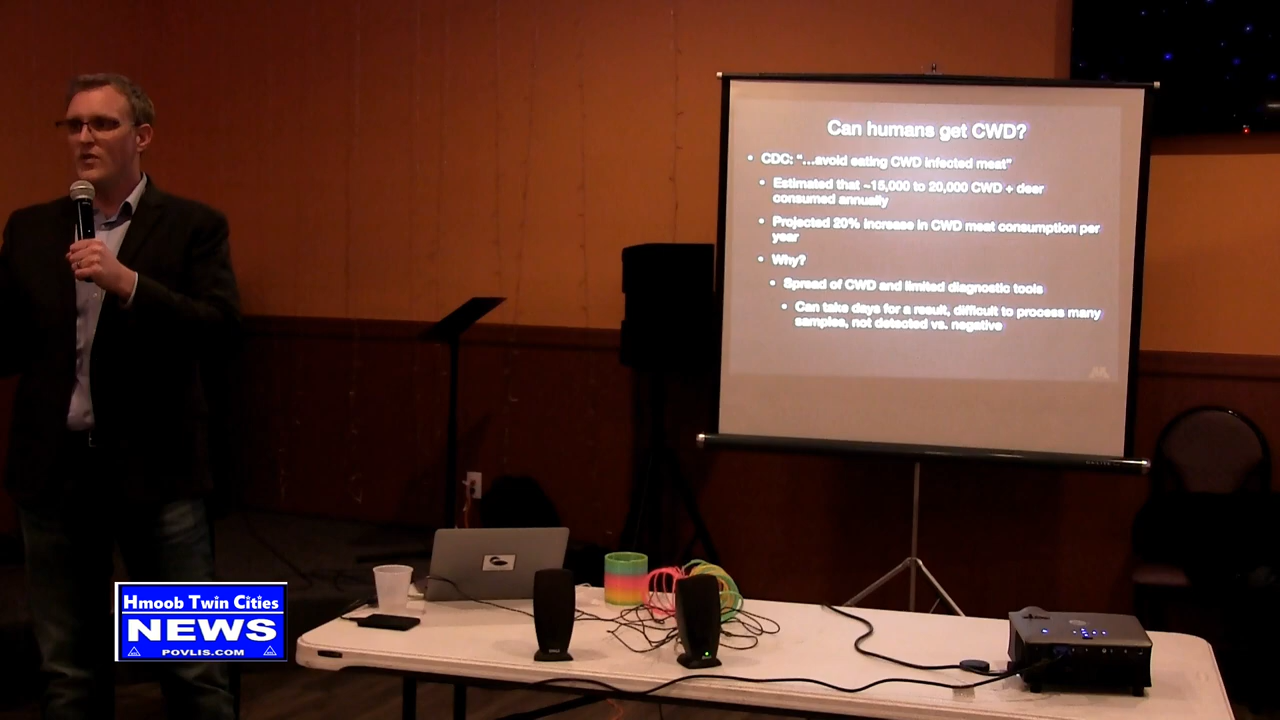 Can humans get CWD?
• CDC: “...avoid eating CWD infected meat”
• Estimated that ~15,000 to 20,000 CWD + deer
consumed annually
• Projected 20% increase in CWD meat consumption per
year
• Why?
• Spread of CWD and limited diagnostic tools
• Can take days for a result, difficult to process many
samples, not detected vs. negative
Hmoob Twin Cities
NEWS
POVLIS.COM